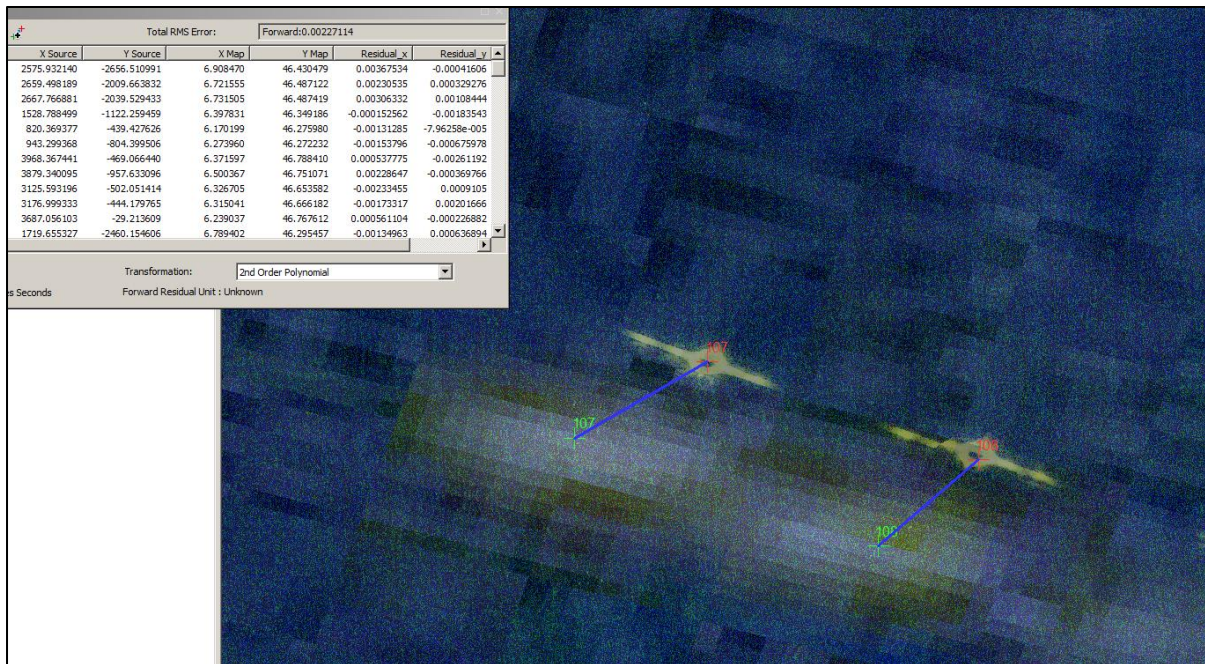 Total RMS Error: Forward:0.00227114
X Source Y Source X Map Y Map Residual_x Residual_y
2575.932140 -2656.510991 6.908470 46.430479 0.00367534 -0.00041606
2659.498189 -2009.663832 6.721555 46.487122 0.00230535 0.000329276
2667.766881 -2039.529433 6.731505 46.487419 0.00306332 0.00108444
1528.788499 -1122.259459 6.397831 46.349186 -0.000152562 -0.00183543
820.369377 -439.427626 6.170199 46.275980 -0.00131285 -7.96258e-005
943.299368 -804.399506 6.273960 46.272232 -0.00153796 -0.000675978
3968.367441 -469.066440 6.371597 46.788410 0.000537775 -0.00261192
3879.340095 -957.633096 6.500367 46.751071 0.00228647 -0.000369766
3125.593196 -502.051414 6.326705 46.653582 -0.00233455 0.0009105
3176.999333 -444.179765 6.315041 46.666182 -0.00173317 0.00201666
3687.056103 -29.213609 6.239037 46.767612 0.000561104 -0.000226882
1719.655327 -2460.154606 6.789402 46.295457 -0.00134963 0.000636894
Transformation: 2nd Order Polynomial
es Seconds Forward Residual Unit : Unknown
107
107